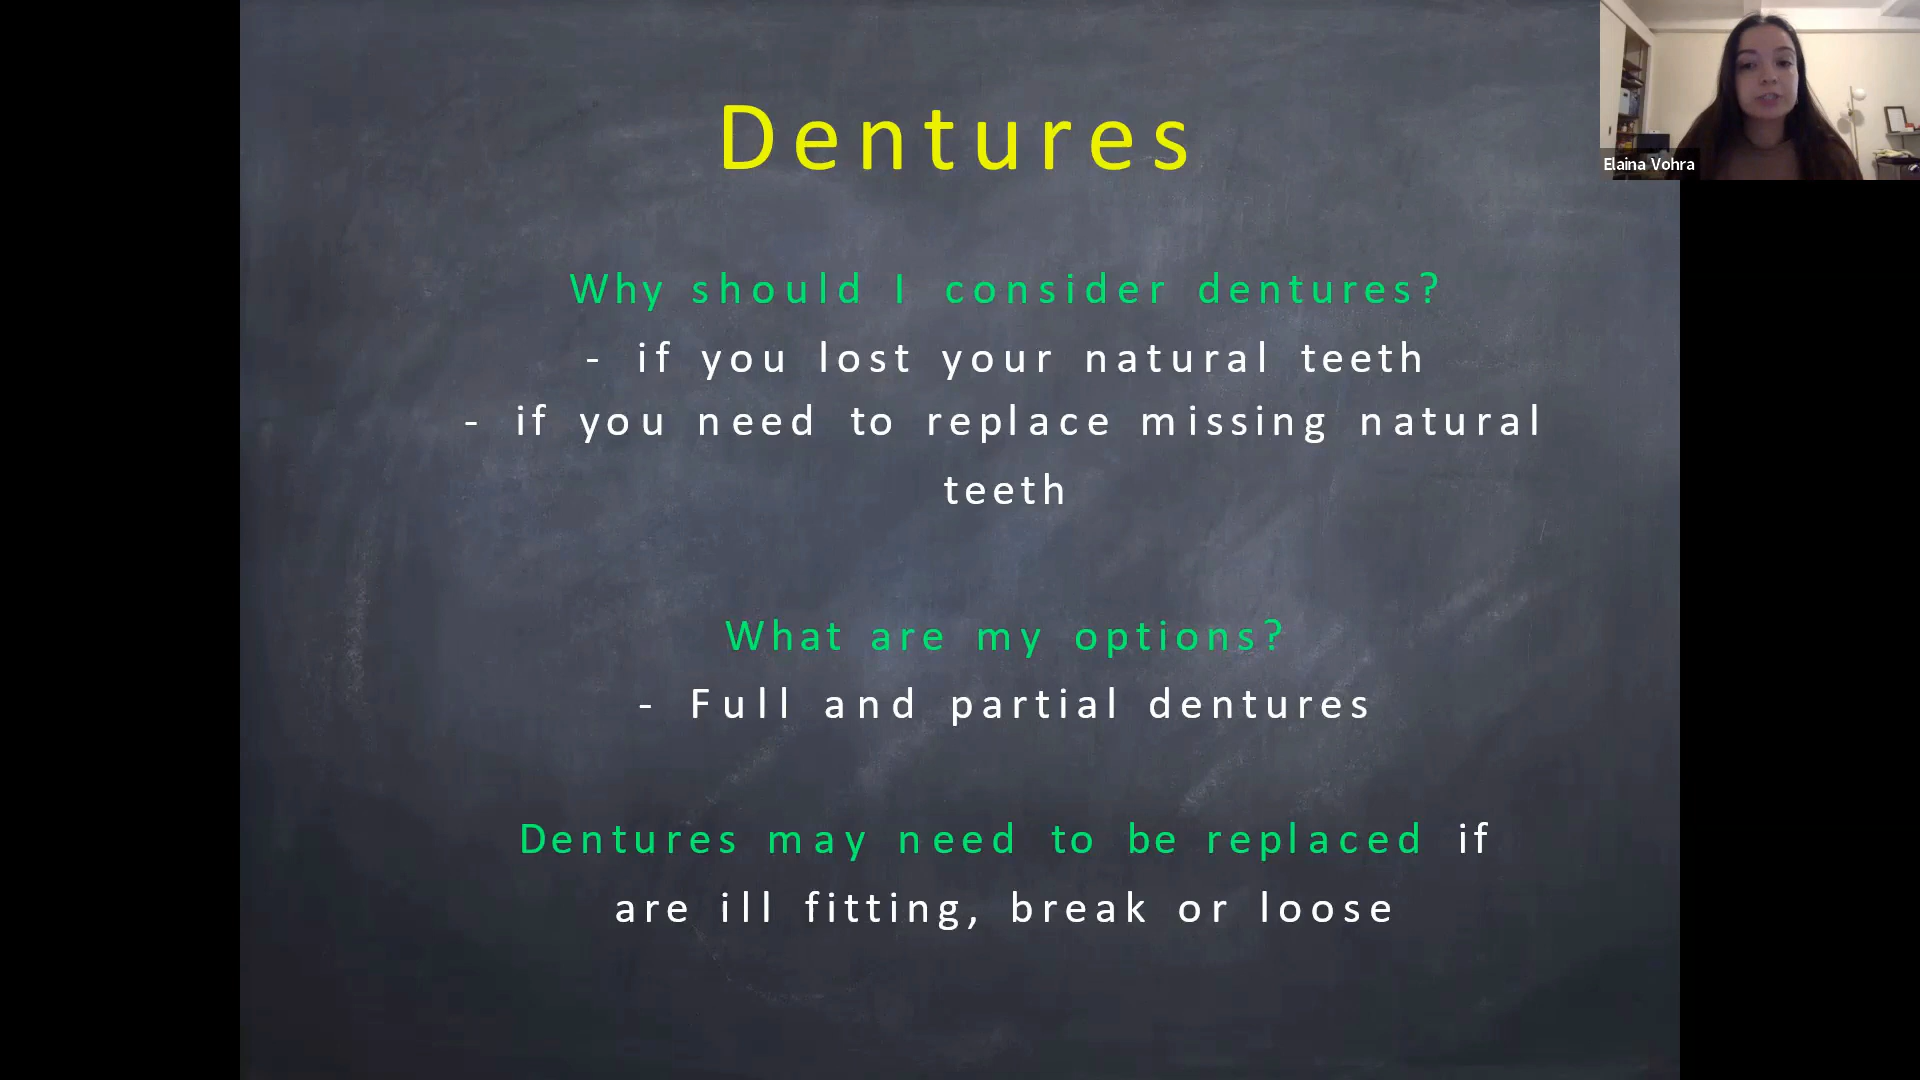 Dentures
Elaina Vohra
Why should I consider dentures?
- if you lost your natural teeth
- if you need to replace missing natural
teeth
What are my options?
- Full and partial dentures
Dentures may need to be replaced if
are ill fitting, break or loose